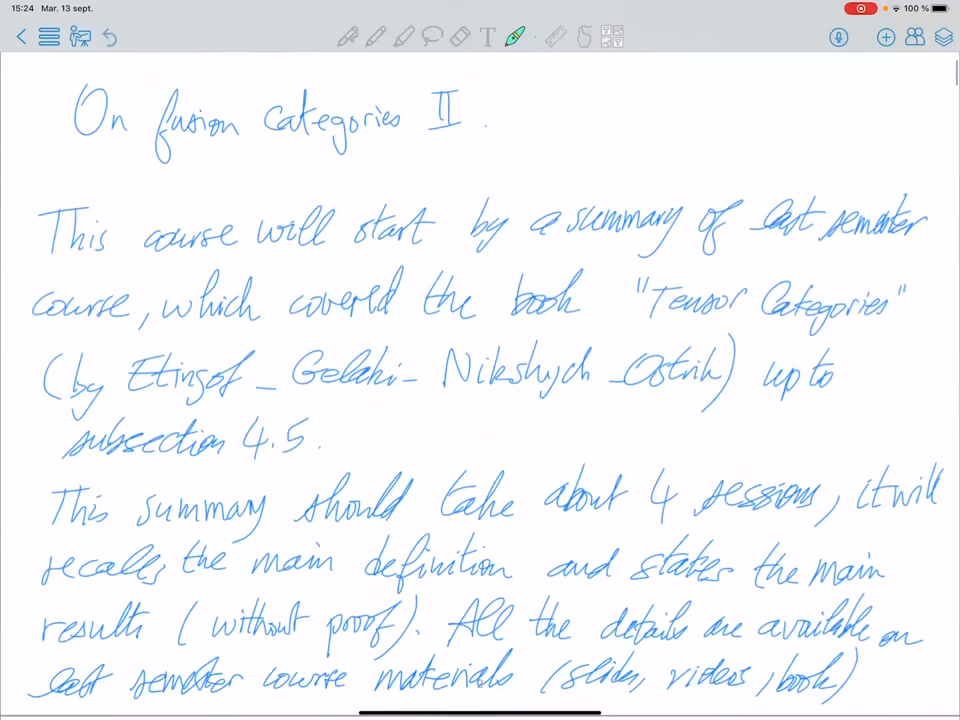 15:24 Mar. 13 sept. 100 %
On fusion categories II.
This course will start by a summary of last semester
course, which covered the book "Tensor Categories"
(by Etingof _ Gelaki _ Nikshych _ Ostrik) up to
subsection 4.5.
This summary should take about 4 sessions, it will
recalls the main definition and states the main
results (without proof). All the details are available on
last semester course materials (slides, videos, book)